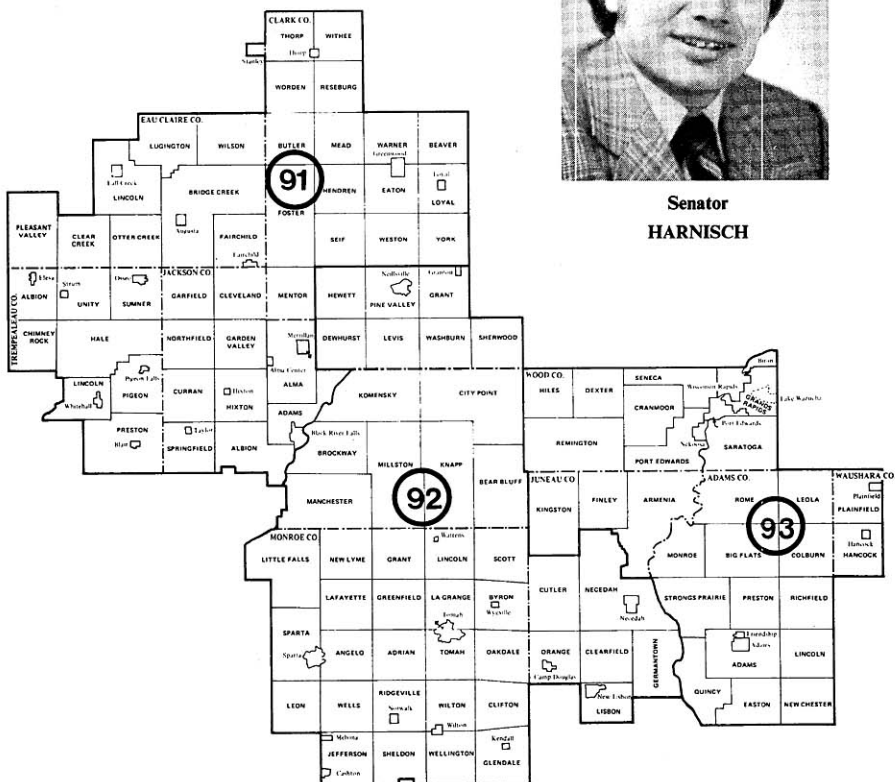 CLARK CO.
THORP WITHEE
Thorp
Stanley
WORDEN RESEBURG
EAU CLAIRE CO.
LUDINGTON WILSON BUTLER MEAD WARNER BEAVER
Greenwood
91
Fall Creek
LINCOLN
BRIDGE CREEK HENDREN EATON
Loyal
LOYAL
FOSTER
Augusta
PLEASANT VALLEY
CLEAR CREEK
OTTER CREEK
FAIRCHILD
SEIF WESTON YORK
Fairchild
Senator
HARNISCH
TREMPEALEAU CO.
JACKSON CO
Eleva
Strum
Osseo
ALBION UNITY SUMNER GARFIELD CLEVELAND MENTOR HEWETT
Neillsville
PINE VALLEY
Granton
GRANT
CHIMNEY ROCK
HALE NORTHFIELD
GARDEN VALLEY
Merrillan
DEWHURST LEVIS WASHBURN SHERWOOD
Alma Center
ALMA
LINCOLN
Pigeon Falls
PIGEON
Whitehall
CURRAN
Hixton
HIXTON
ADAMS
KOMENSKY CITY POINT
PRESTON
Blair
Taylor
SPRINGFIELD ALBION
Black River Falls
BROCKWAY
MILLSTON KNAPP
BEAR BLUFF
92
MANCHESTER
WOOD CO.
HILES DEXTER
SENECA
Biron
Wisconsin Rapids
GRAND RAPIDS
Lake Wazeecha
CRANMOOR
Port Edwards
Nekoosa
REMINGTON
PORT EDWARDS
SARATOGA
JUNEAU CO
KINGSTON FINLEY ARMENIA
ADAMS CO.
ROME LEOLA
WAUSHARA CO
Plainfield
PLAINFIELD
93
Hancock
MONROE BIG FLATS COLBURN HANCOCK
MONROE CO.
LITTLE FALLS NEW LYME GRANT
Warrens
LINCOLN SCOTT
LAFAYETTE GREENFIELD LA GRANGE BYRON
Wyeville
Tomah
CUTLER NECEDAH
Necedah
STRONGS PRAIRIE PRESTON RICHFIELD
SPARTA
Sparta
ANGELO ADRIAN TOMAH OAKDALE
ORANGE
Camp Douglas
CLEARFIELD
GERMANTOWN
Friendship
Adams
ADAMS
LINCOLN
New Lisbon
LISBON
QUINCY
EASTON NEW CHESTER
LEON WELLS
RIDGEVILLE
Norwalk
WILTON
Wilton
CLIFTON
Melvina
JEFFERSON SHELDON WELLINGTON
Kendall
GLENDALE
Cashton